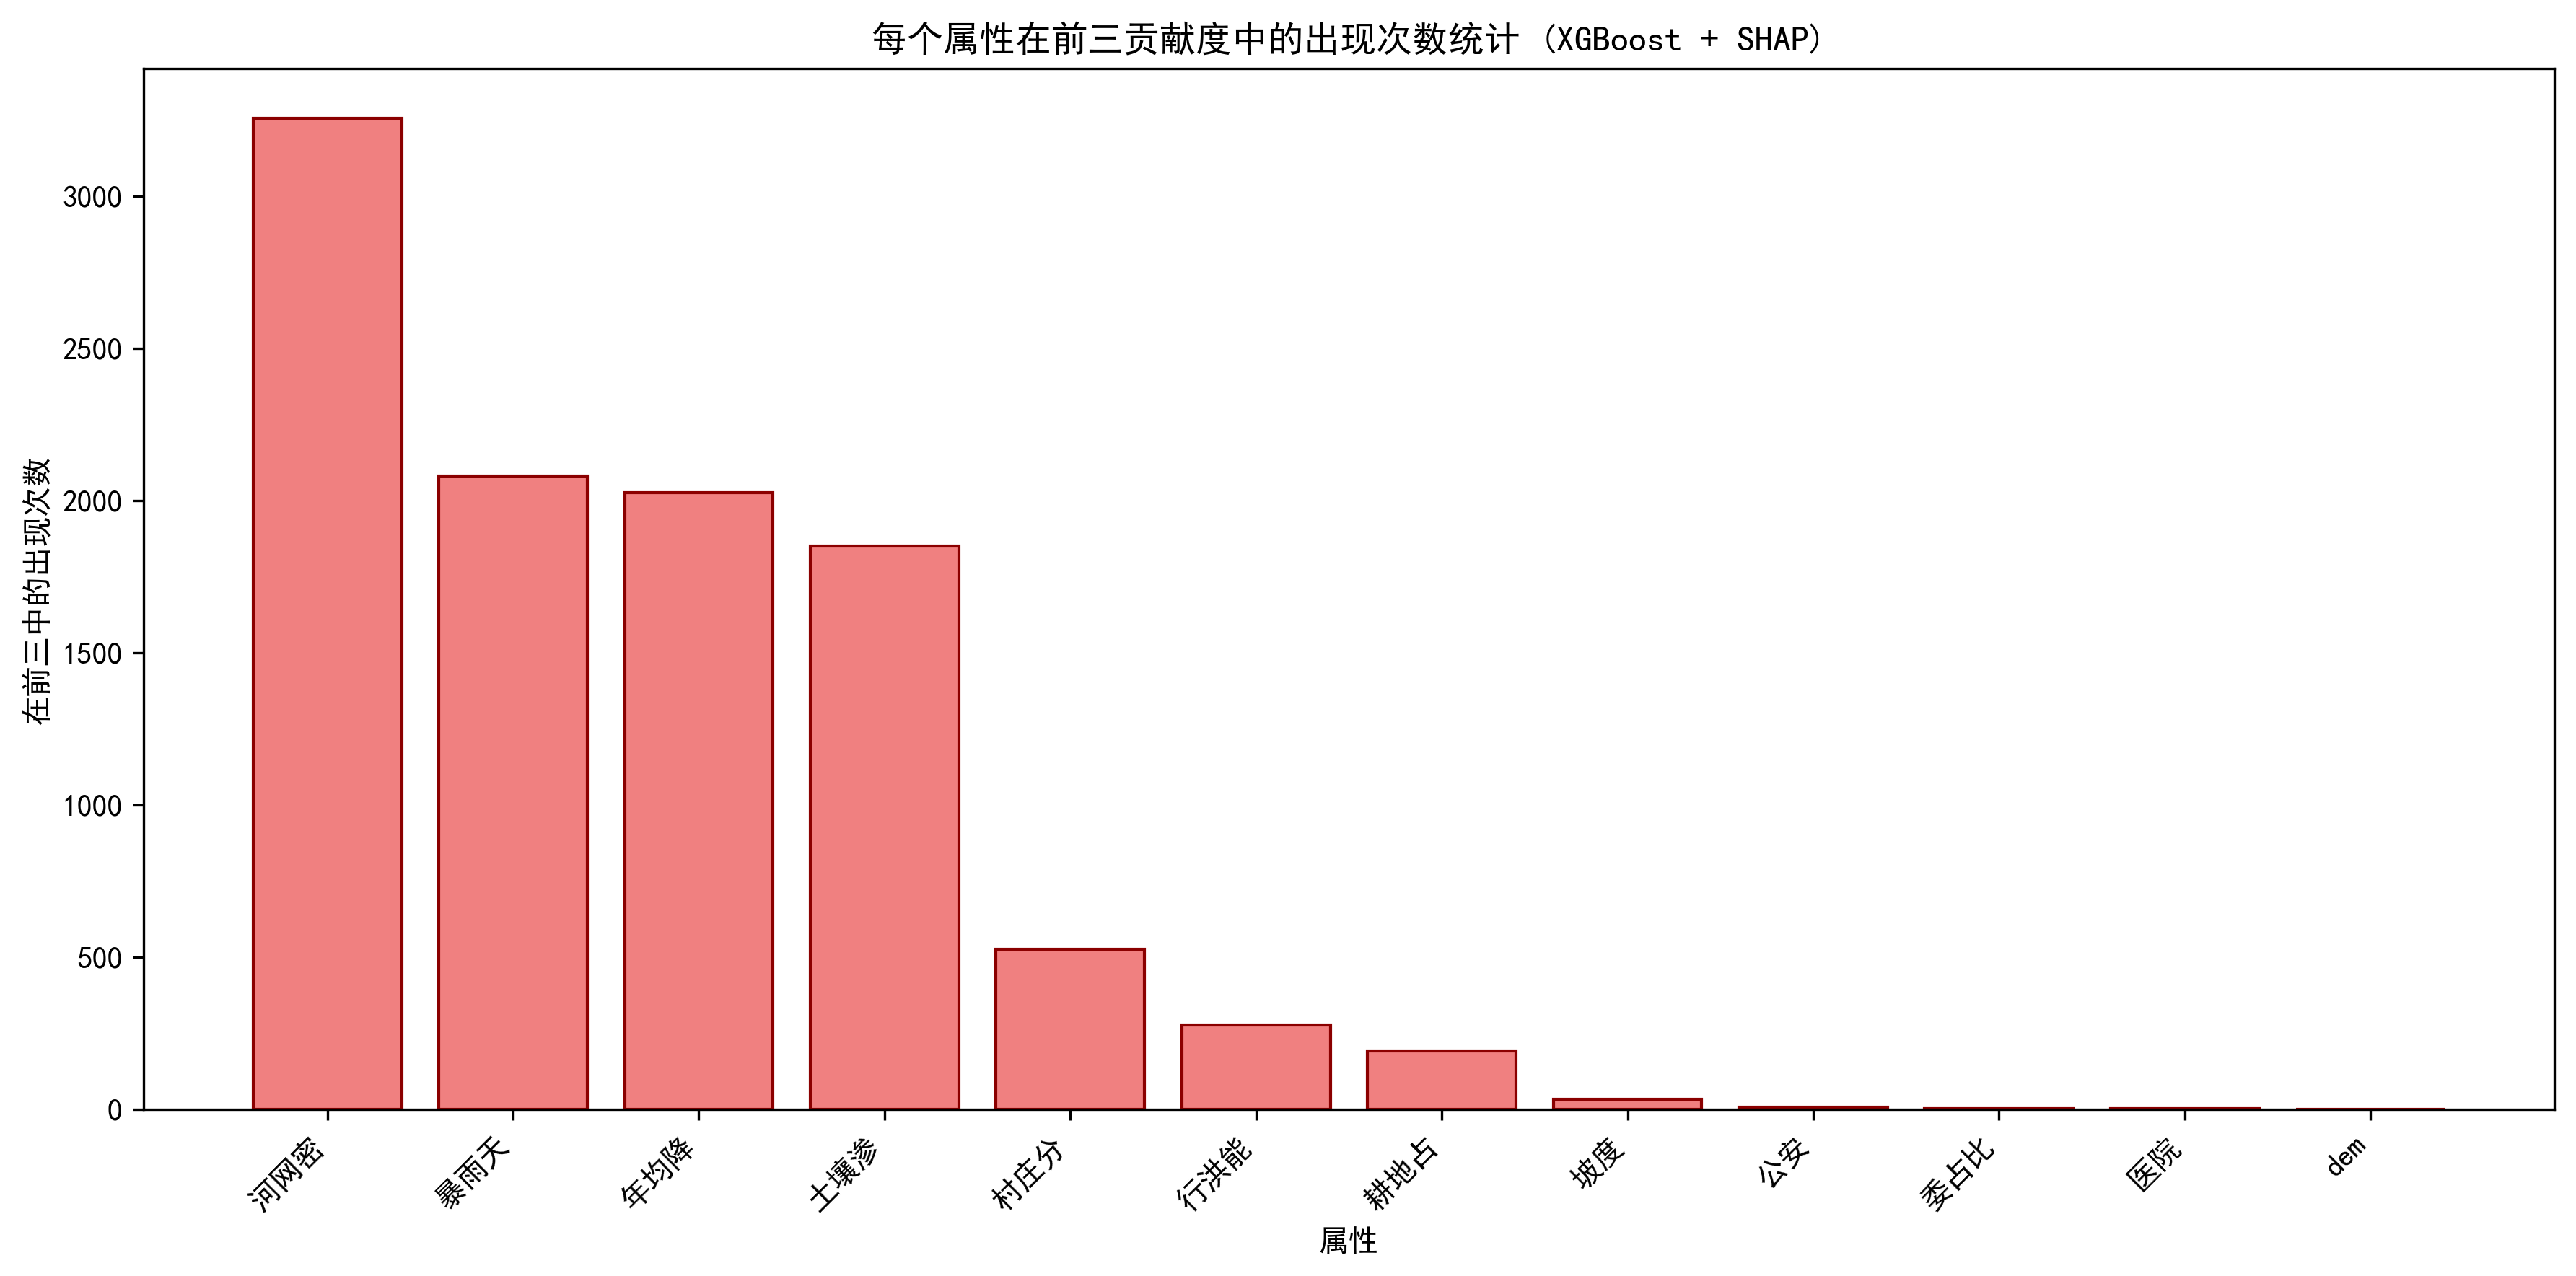 每个属性在前三贡献度中的出现次数统计 (XGBoost + SHAP)
在前三中的出现次数
3000
2500
2000
1500
1000
500
0
河网密
暴雨天
年均降
土壤渗
村庄分
行洪能
耕地占
坡度
公安
委占比
医院
dem
属性